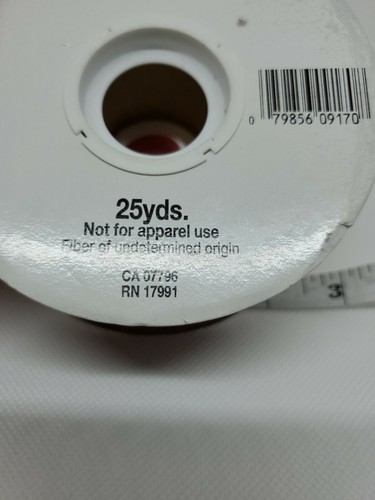 0 79856 09170
25yds.
Not for apparel use
Fiber of undetermined origin
CA 07796
RN 17991
3